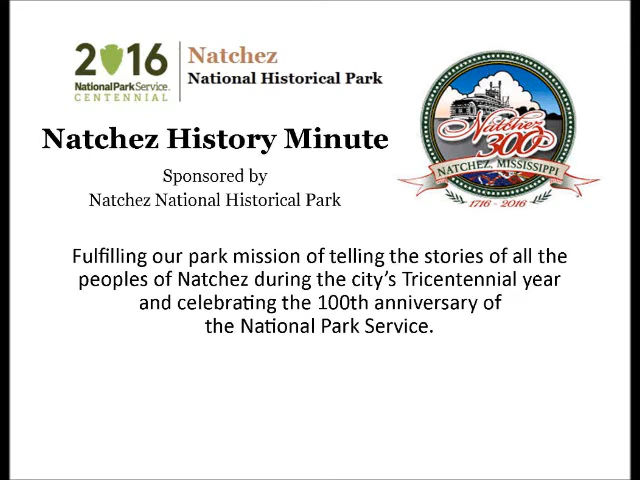 2016
National Park Service
CENTENNIAL
Natchez
National Historical Park
Natchez History Minute
Sponsored by
Natchez National Historical Park
Natchez
300
NATCHEZ, MISSISSIPPI
1716 - 2016
Fulfilling our park mission of telling the stories of all the
peoples of Natchez during the city’s Tricentennial year
and celebrating the 100th anniversary of
the National Park Service.